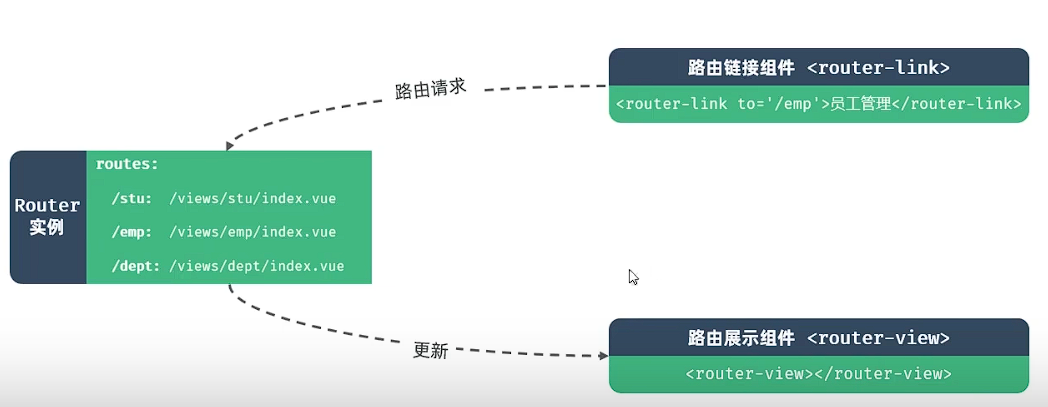 路由链接组件 <router-link>
<router-link to='/emp'>员工管理</router-link>
路由请求
Router
实例
routes:
/stu: /views/stu/index.vue
/emp: /views/emp/index.vue
/dept: /views/dept/index.vue
更新
路由展示组件 <router-view>
<router-view></router-view>